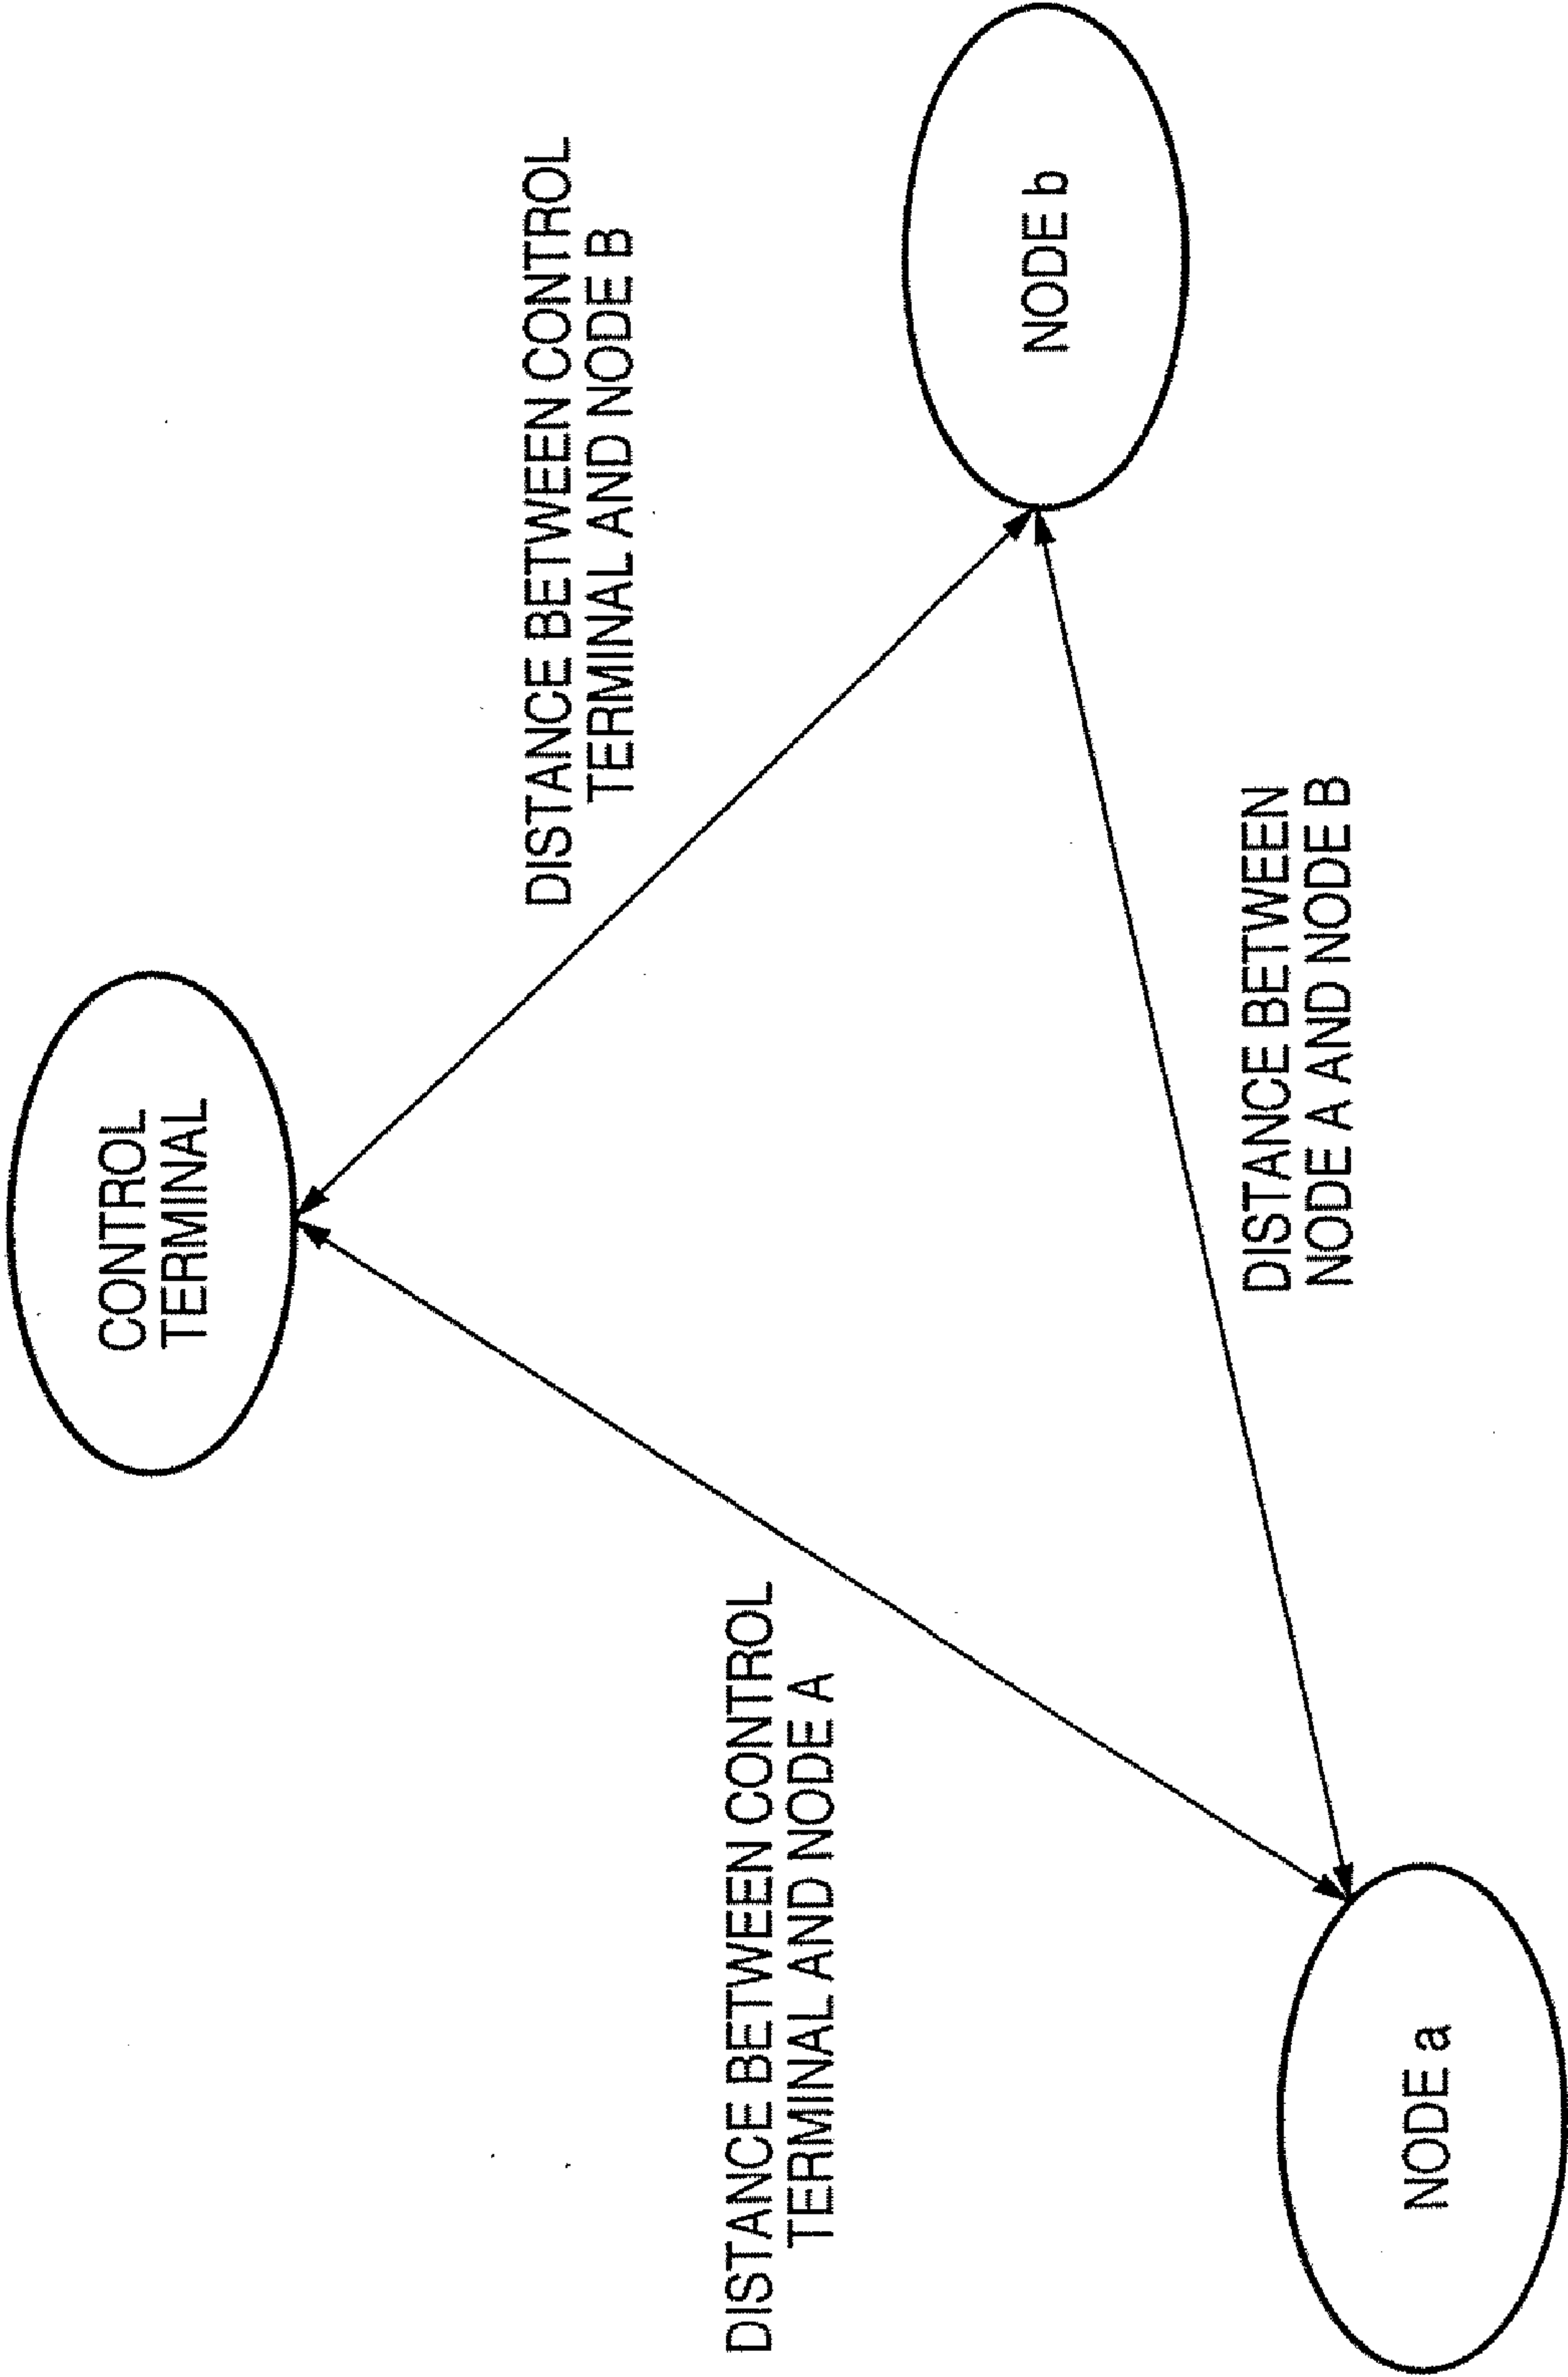 CONTROL
TERMINAL
DISTANCE BETWEEN CONTROL
TERMINAL AND NODE A
DISTANCE BETWEEN CONTROL
TERMINAL AND NODE B
DISTANCE BETWEEN
NODE A AND NODE B
NODE a
NODE b